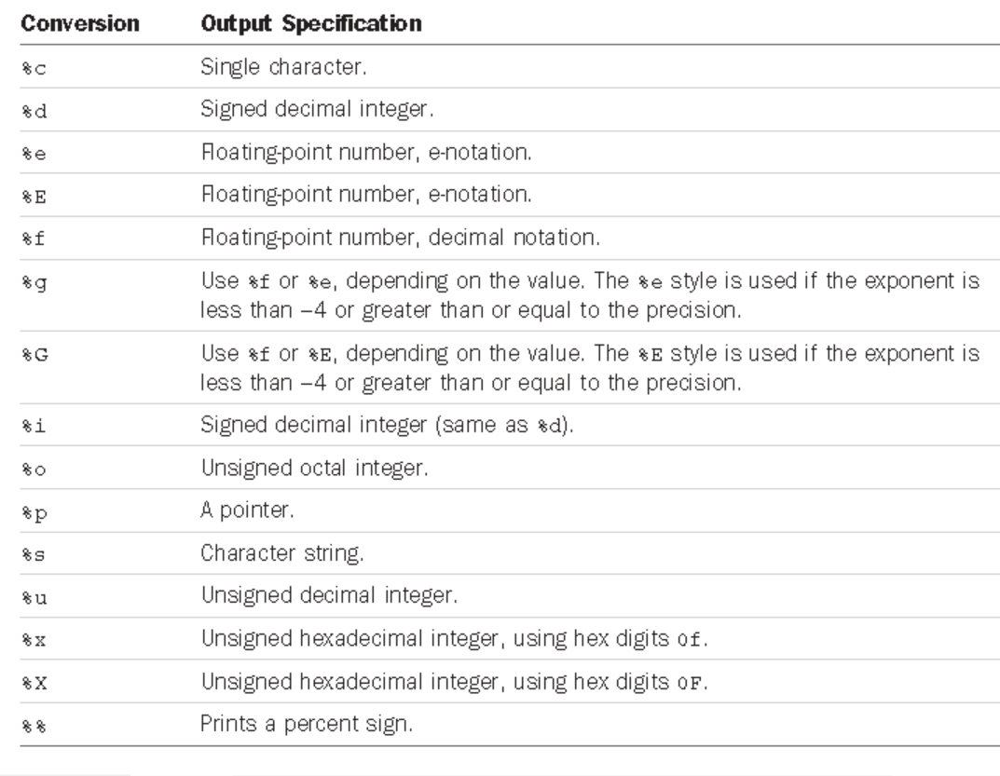 Conversion Output Specification
%c Single character.
%d Signed decimal integer.
%e Floating-point number, e-notation.
%E Floating-point number, e-notation.
%f Floating-point number, decimal notation.
%g Use %f or %e, depending on the value. The %e style is used if the exponent is
less than –4 or greater than or equal to the precision.
%G Use %f or %E, depending on the value. The %E style is used if the exponent is
less than –4 or greater than or equal to the precision.
%i Signed decimal integer (same as %d).
%o Unsigned octal integer.
%p A pointer.
%s Character string.
%u Unsigned decimal integer.
%x Unsigned hexadecimal integer, using hex digits 0f.
%X Unsigned hexadecimal integer, using hex digits 0F.
%% Prints a percent sign.